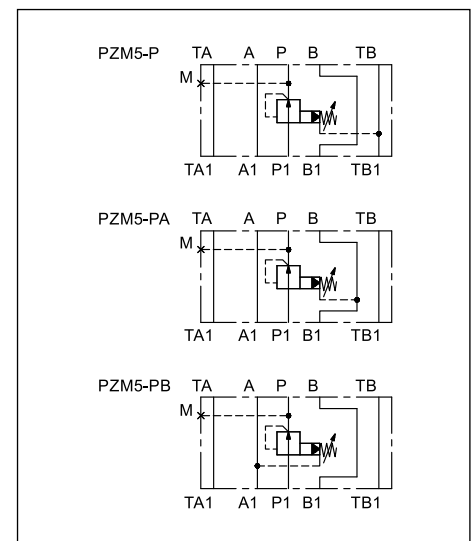 PZM5-P TA A P B TB
M
TA1 A1 P1 B1 TB1
PZM5-PA TA A P B TB
M
TA1 A1 P1 B1 TB1
PZM5-PB TA A P B TB
M
TA1 A1 P1 B1 TB1